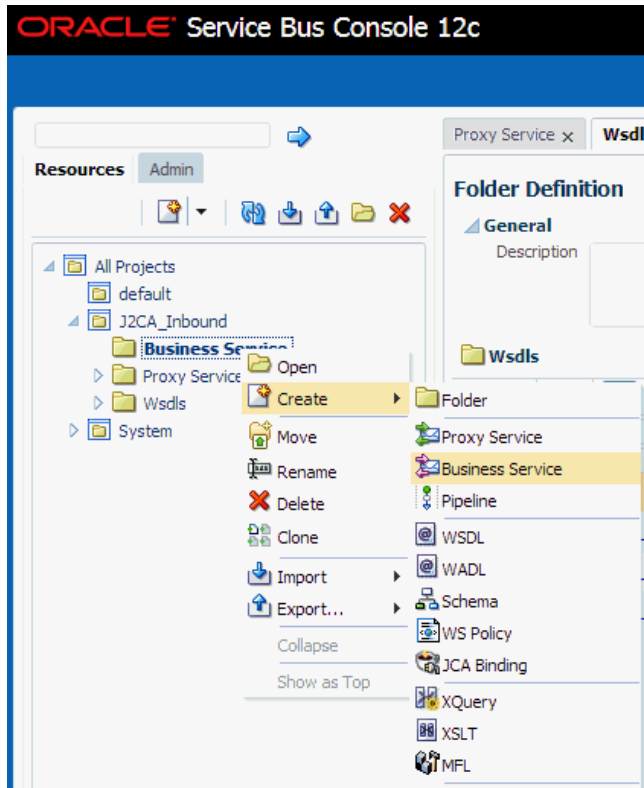 ORACLE Service Bus Console 12c
Proxy Service x Wsdl
Resources Admin
Folder Definition
General
Description
All Projects
default
J2CA_Inbound
Business Service
Proxy Service
Wsdls
System
Wsdls
Open
Create
Move
Rename
Delete
Clone
Import
Export...
Collapse
Show as Top
Folder
Proxy Service
Business Service
Pipeline
WSDL
WADL
Schema
WS Policy
JCA Binding
XQuery
XSLT
MFL